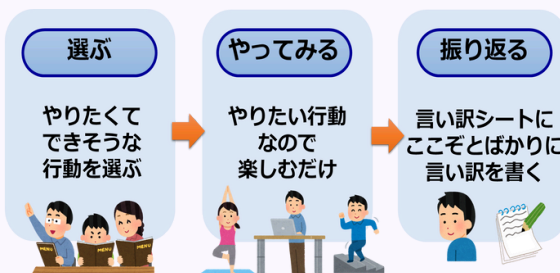 選ぶ
やりたくて
できそうな
行動を選ぶ
MENU
MENU
MENU
やってみる
やりたい行動
なので
楽しむだけ
振り返る
言い訳シートに
ここぞとばかりに
言い訳を書く